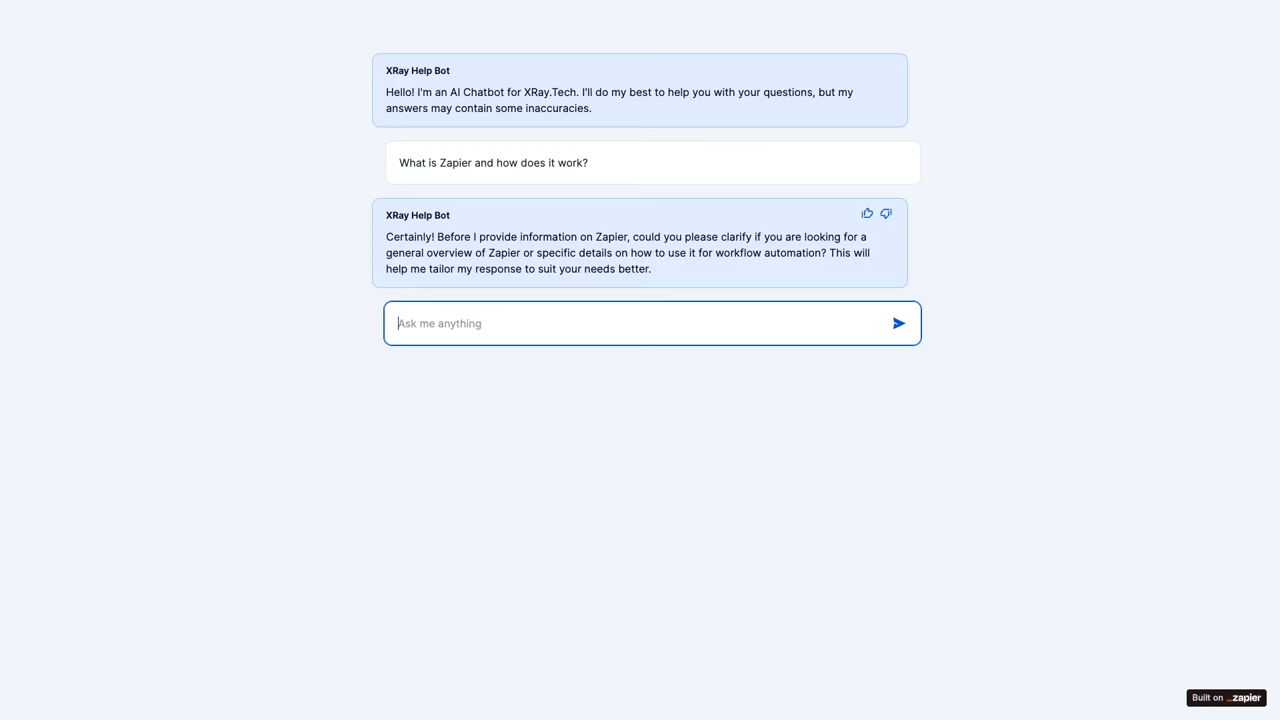 XRay Help Bot
Hello! I'm an AI Chatbot for XRay.Tech. I'll do my best to help you with your questions, but my
answers may contain some inaccuracies.
What is Zapier and how does it work?
XRay Help Bot
Certainly! Before I provide information on Zapier, could you please clarify if you are looking for a
general overview of Zapier or specific details on how to use it for workflow automation? This will
help me tailor my response to suit your needs better.
Ask me anything
Built on _zapier